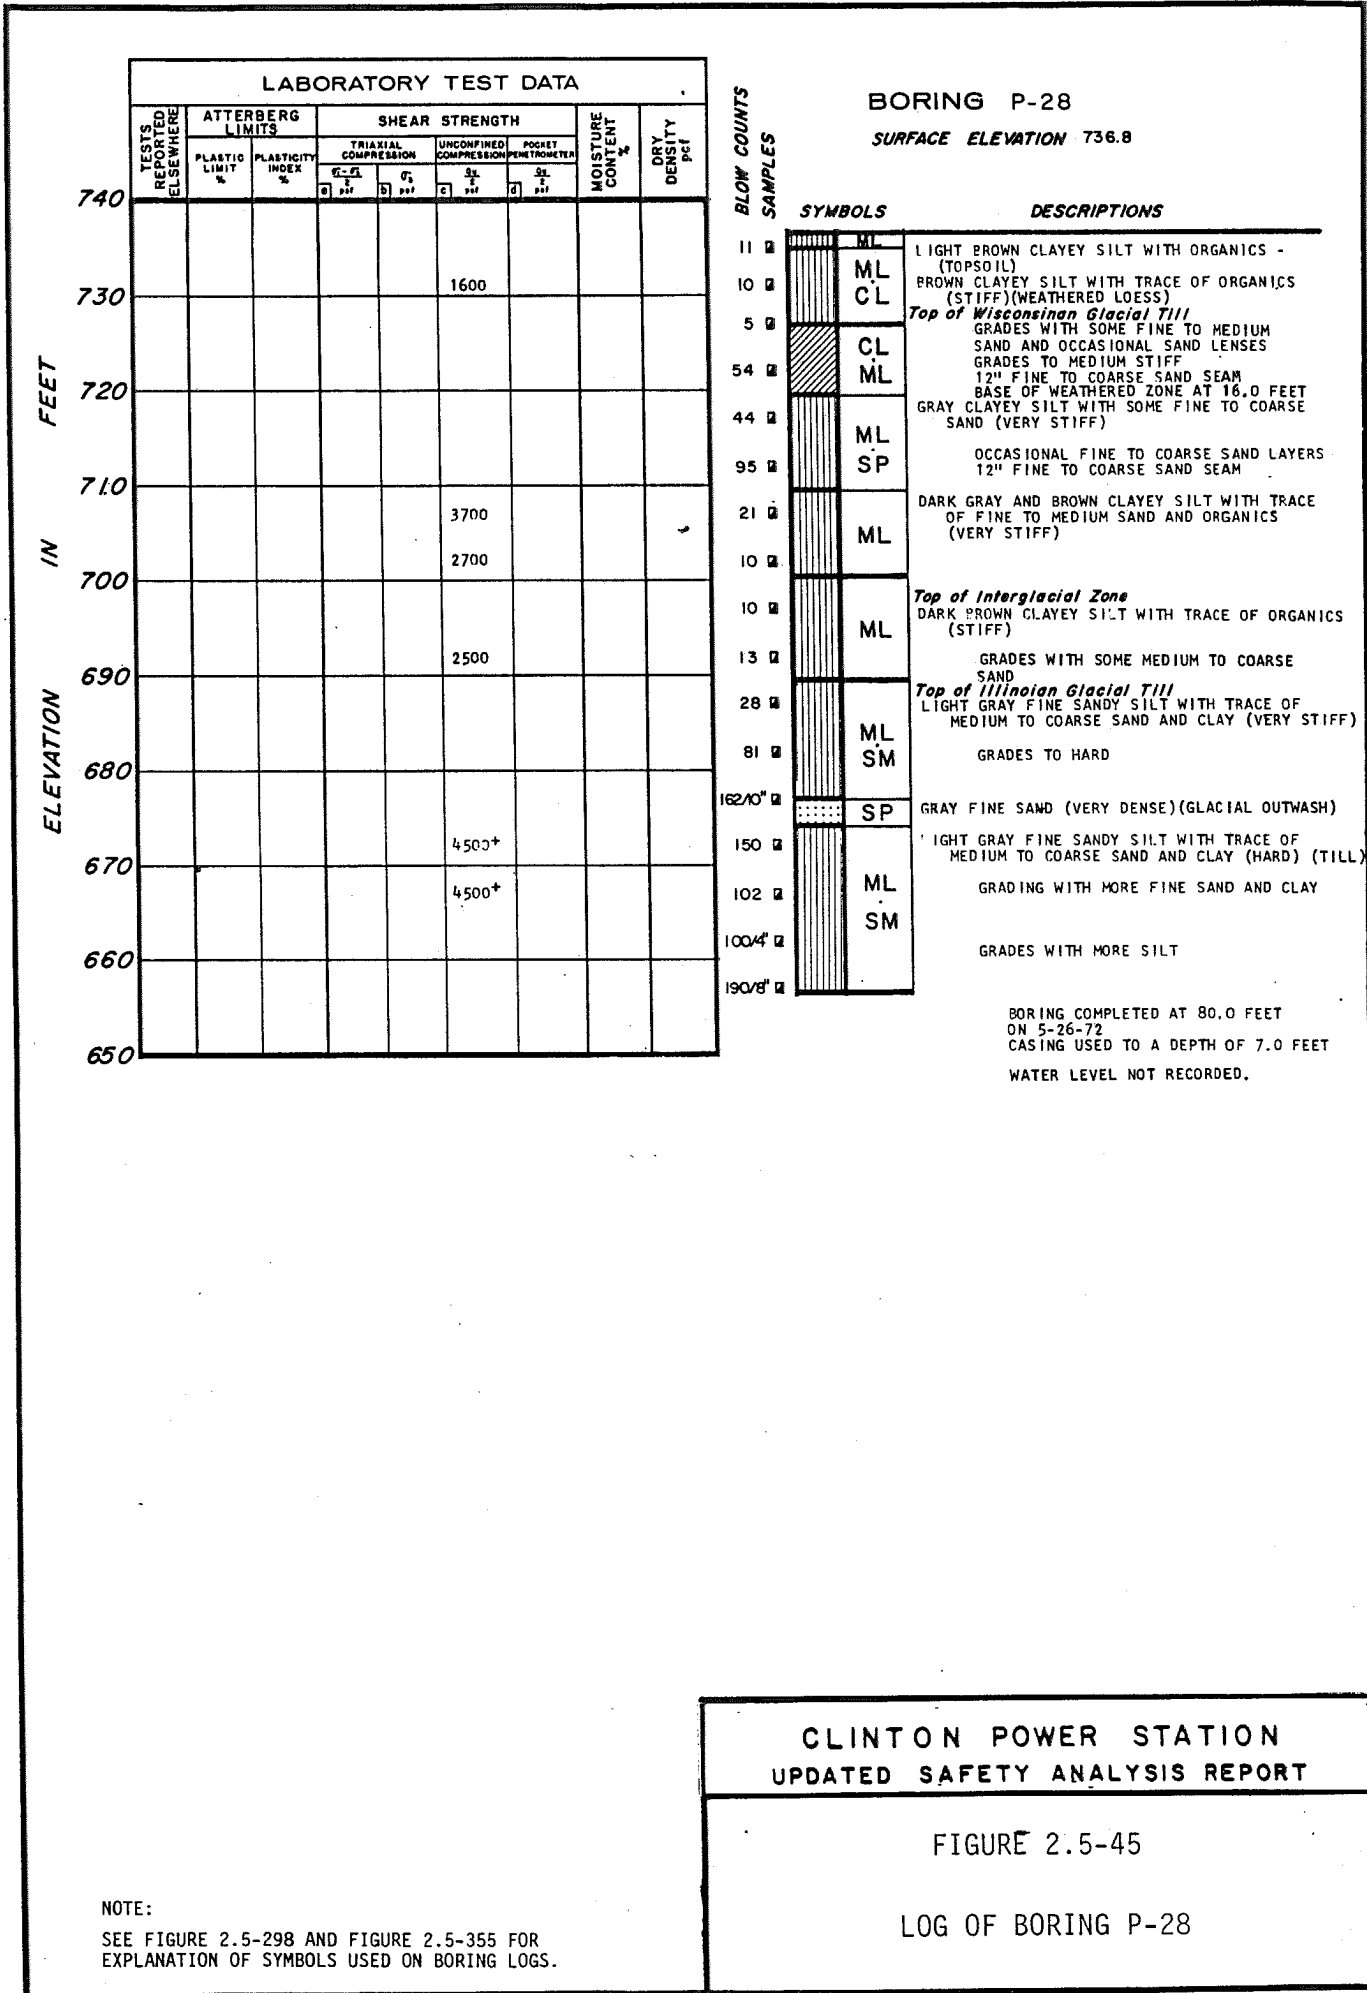 LABORATORY TEST DATA
TESTS REPORTED ELSEWHERE
ATTERBERG LIMITS
PLASTIC LIMIT %
PLASTICITY INDEX %
SHEAR STRENGTH
TRIAXIAL COMPRESSION
UNCONFINED COMPRESSION
POCKET PENETROMETER
a psf
b psf
c psf
d psf
MOISTURE CONTENT %
DRY DENSITY pcf
BLOW COUNTS
SAMPLES
BORING P-28
SURFACE ELEVATION 736.8
SYMBOLS
DESCRIPTIONS
ELEVATION IN FEET
740
730
720
710
700
690
680
670
660
650
1600
3700
2700
2500
4500+
4500+
11
10
5
54
44
95
21
10
10
13
28
81
162/10"
150
102
100/4"
190/8"
ML
ML
CL
CL
ML
ML
SP
ML
ML
ML
SM
SP
ML
SM
LIGHT BROWN CLAYEY SILT WITH ORGANICS -
(TOPSOIL)
BROWN CLAYEY SILT WITH TRACE OF ORGANICS
(STIFF)(WEATHERED LOESS)
Top of Wisconsinan Glacial Till
GRADES WITH SOME FINE TO MEDIUM
SAND AND OCCASIONAL SAND LENSES
GRADES TO MEDIUM STIFF
12" FINE TO COARSE SAND SEAM
BASE OF WEATHERED ZONE AT 16.0 FEET
GRAY CLAYEY SILT WITH SOME FINE TO COARSE
SAND (VERY STIFF)
OCCASIONAL FINE TO COARSE SAND LAYERS
12" FINE TO COARSE SAND SEAM
DARK GRAY AND BROWN CLAYEY SILT WITH TRACE
OF FINE TO MEDIUM SAND AND ORGANICS
(VERY STIFF)
Top of Interglacial Zone
DARK BROWN CLAYEY SILT WITH TRACE OF ORGANICS
(STIFF)
GRADES WITH SOME MEDIUM TO COARSE
SAND
Top of Illinoian Glacial Till
LIGHT GRAY FINE SANDY SILT WITH TRACE OF
MEDIUM TO COARSE SAND AND CLAY (VERY STIFF)
GRADES TO HARD
GRAY FINE SAND (VERY DENSE)(GLACIAL OUTWASH)
LIGHT GRAY FINE SANDY SILT WITH TRACE OF
MEDIUM TO COARSE SAND AND CLAY (HARD) (TILL)
GRADING WITH MORE FINE SAND AND CLAY
GRADES WITH MORE SILT
BORING COMPLETED AT 80.0 FEET
ON 5-26-72
CASING USED TO A DEPTH OF 7.0 FEET
WATER LEVEL NOT RECORDED.
CLINTON POWER STATION
UPDATED SAFETY ANALYSIS REPORT
FIGURE 2.5-45
LOG OF BORING P-28
NOTE:
SEE FIGURE 2.5-298 AND FIGURE 2.5-355 FOR
EXPLANATION OF SYMBOLS USED ON BORING LOGS.